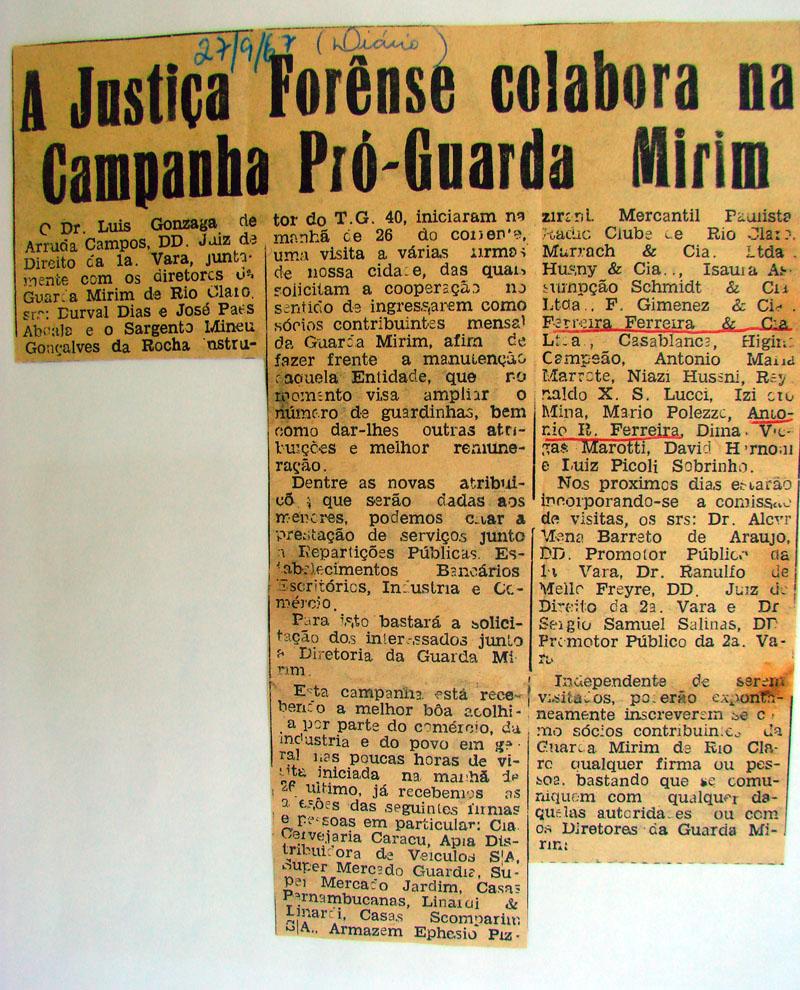 27/9/67 (Diário)
A Justiça Forênse colabora na
Campanha Pró-Guarda Mirim
O Dr. Luis Gonzaga de
Arruda Campos, DD. Juiz de
Direito da 1a. Vara, junta-
mente com os diretores da
Guarda Mirim de Rio Claro,
srs: Durval Dias e José Paes
Abdala e o Sargento Mineu
Gonçalves da Rocha instru-
tor do T.G. 40, iniciaram na
manhã de 26 do corrente,
uma visita a várias firmas
de nossa cidade, das quais
solicitam a cooperação no
sentido de ingressarem como
sócios contribuintes mensal
da Guarda Mirim, afim de
fazer frente a manutenção
daquela Entidade, que no
momento visa ampliar o
número de guardinhas, bem
como dar-lhes outras atri-
buições e melhor remune-
ração.
Dentre as novas atribui-
ções que serão dadas aos
menores, podemos citar a
prestação de serviços junto
a Repartições Públicas. Es-
tabelecimentos Bancários
Escritórios, Industria e Co-
mércio.
Para isto bastará a solici-
tação dos interessados junto
a Diretoria da Guarda Mi
rim.
Esta campanha está rece-
bendo a melhor bôa acolhi-
a por parte do comércio, da
industria e do povo em ge-
ral nas poucas horas de vi-
sita iniciada na manhã de
26 ultimo, já recebemos as
adesões das seguintes firmas
e pessoas em particular: Cia.
Cervejaria Caracu, Apia Dis-
tribuidora de Veiculos S|A,
Super Mercado Guardia, Su-
per Mercado Jardim, Casas
Pernambucanas, Linardi &
Linardi, Casas Scomparim
S|A., Armazem Ephesio Piz-
zirani. Mercantil Paulista
Radio Clube de Rio Claro.
Marrach & Cia. Ltda.
Husny & Cia.., Isaura As-
sumpção Schmidt & Cia
Ltda., F. Gimenez & Cia.
Ferreira Ferreira & Cia
Ltda., Casablanca, Higino
Campeão, Antonio Maria
Marrote, Niazi Hussni, Rey
naldo X. S. Lucci, Izi
Mina, Mario Polezze, Anto-
nio R. Ferreira, Dima
gas Marotti, David
e Luiz Picoli Sobrinho.
Nos proximos dias estarão
incorporando-se a comissão
de visitas, os srs: Dr.
Mena Barreto de Araujo,
DD. Promotor Público da
1a Vara, Dr. Ranulfo de
Mello Freyre, DD. Juiz de
Direito da 2a. Vara e Dr
Sergio Samuel Salinas, DD
Promotor Público da 2a. Va-
ra
Independente de serem
visitados, poderão exponta-
neamente inscreverem se co
mo sócios contribuintes da
Guarda Mirim de Rio Cla-
ro qualquer firma ou pes-
soa, bastando que se comu-
niquem com qualquer da-
quelas autoridades ou com
os Diretores da Guarda Mi-
rim: